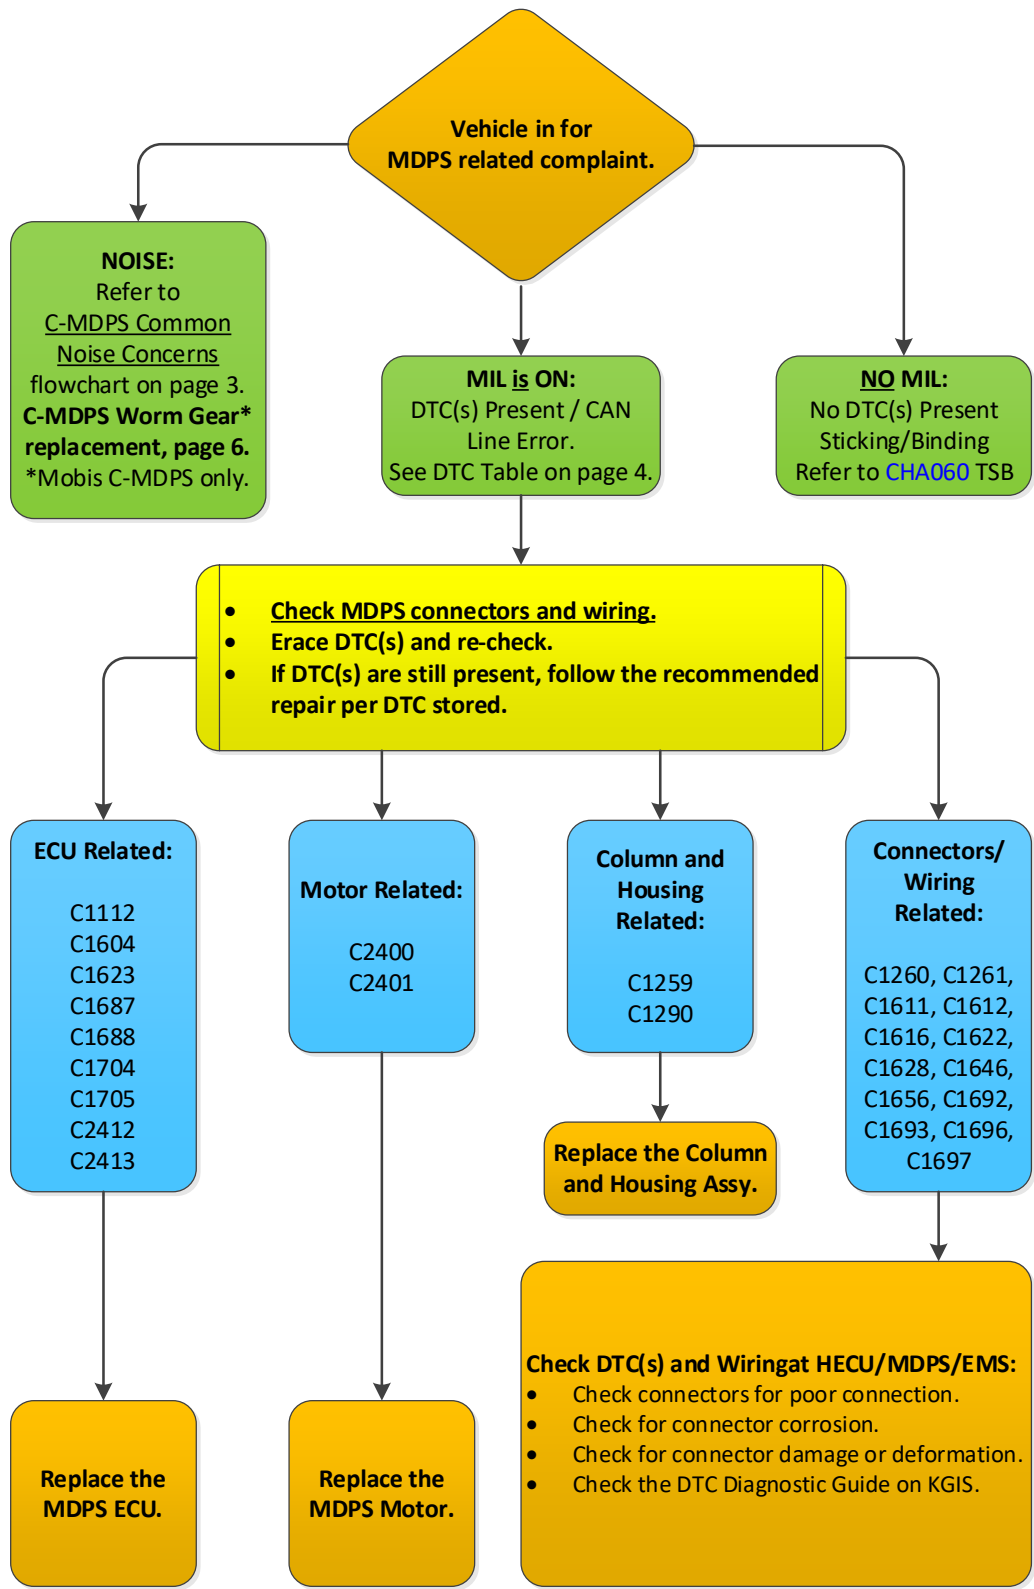 Vehicle in for
MDPS related complaint.
NOISE:
Refer to
C-MDPS Common
Noise Concerns
flowchart on page 3.
C-MDPS Worm Gear*
replacement, page 6.
*Mobis C-MDPS only.
MIL is ON:
DTC(s) Present / CAN
Line Error.
See DTC Table on page 4.
NO MIL:
No DTC(s) Present
Sticking/Binding
Refer to CHA060 TSB
• Check MDPS connectors and wiring.
• Erace DTC(s) and re-check.
• If DTC(s) are still present, follow the recommended
repair per DTC stored.
ECU Related:
C1112
C1604
C1623
C1687
C1688
C1704
C1705
C2412
C2413
Motor Related:
C2400
C2401
Column and
Housing
Related:
C1259
C1290
Connectors/
Wiring
Related:
C1260, C1261,
C1611, C1612,
C1616, C1622,
C1628, C1646,
C1656, C1692,
C1693, C1696,
C1697
Replace the Column
and Housing Assy.
Replace the
MDPS ECU.
Replace the
MDPS Motor.
Check DTC(s) and Wiringat HECU/MDPS/EMS:
• Check connectors for poor connection.
• Check for connector corrosion.
• Check for connector damage or deformation.
• Check the DTC Diagnostic Guide on KGIS.